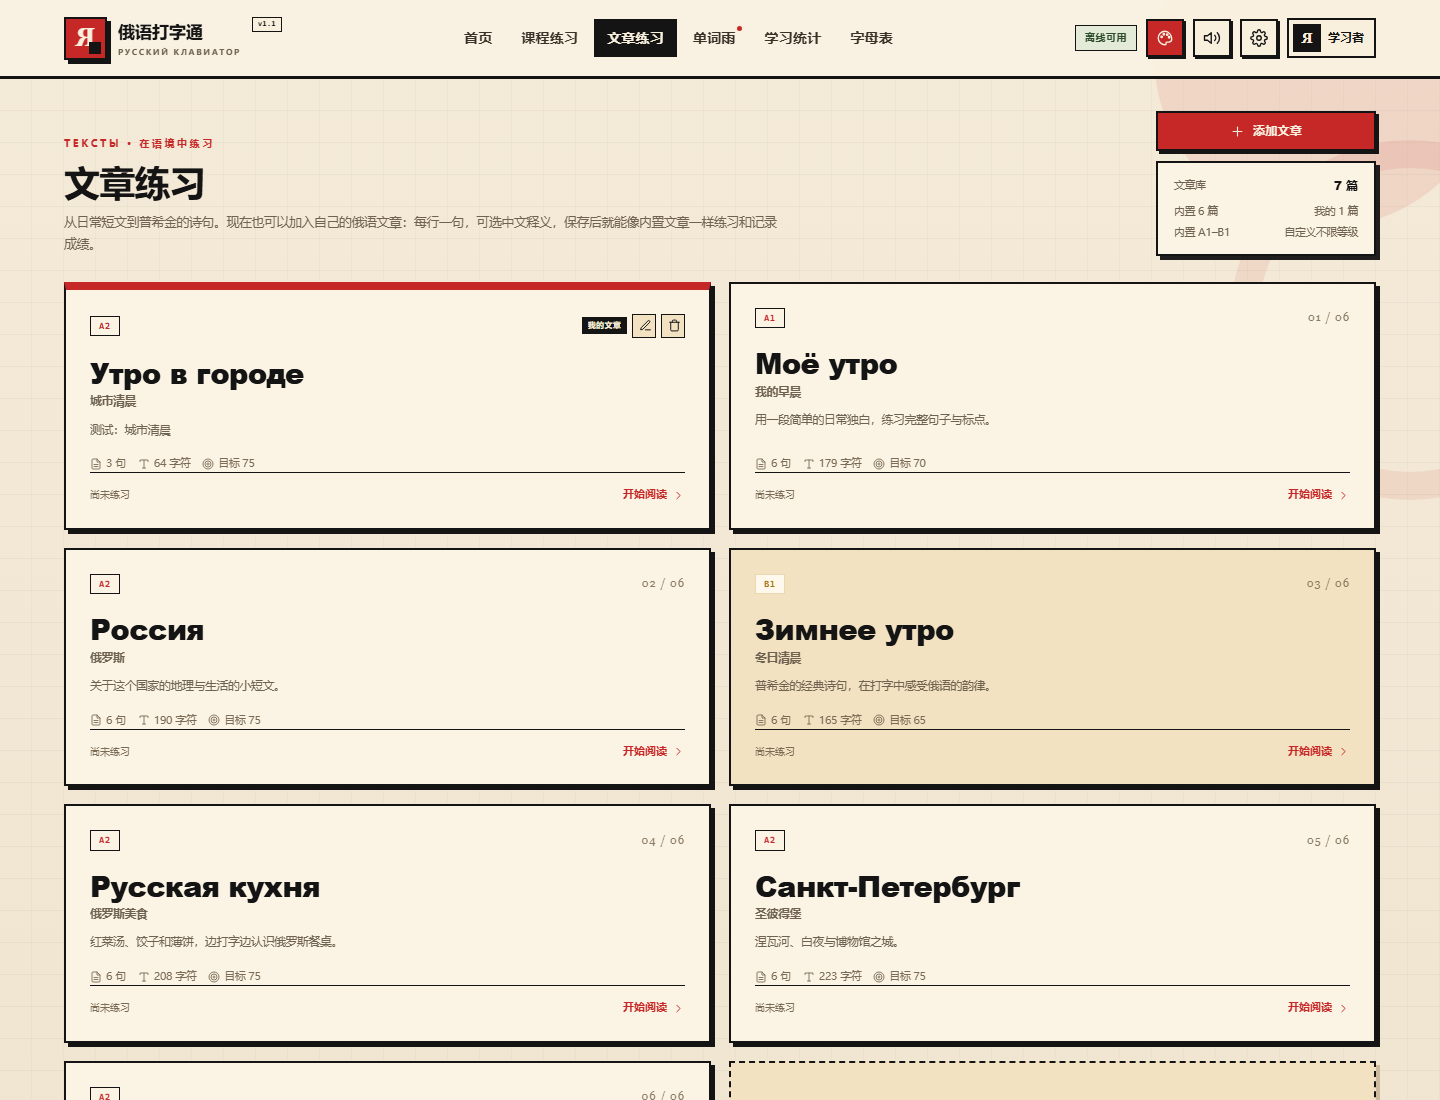 Я
俄语打字通
РУССКИЙ КЛАВИАТОР
v1.1
首页
课程练习
文章练习
单词雨
学习统计
字母表
离线可用
Я
学习者
ТЕКСТЫ • 在语境中练习
文章练习
从日常短文到普希金的诗句。现在也可以加入自己的俄语文章：每行一句，可选中文释义，保存后就能像内置文章一样练习和记录
成绩。
添加文章
文章库 7 篇
内置 6 篇 我的 1 篇
内置 A1–B1 自定义不限等级
A2
我的文章
Утро в городе
城市清晨
测试：城市清晨
3 句 64 字符 目标 75
尚未练习 开始阅读
A1
01 / 06
Моё утро
我的早晨
用一段简单的日常独白，练习完整句子与标点。
6 句 179 字符 目标 70
尚未练习 开始阅读
A2
02 / 06
Россия
俄罗斯
关于这个国家的地理与生活的小短文。
6 句 190 字符 目标 75
尚未练习 开始阅读
B1
03 / 06
Зимнее утро
冬日清晨
普希金的经典诗句，在打字中感受俄语的韵律。
6 句 165 字符 目标 65
尚未练习 开始阅读
A2
04 / 06
Русская кухня
俄罗斯美食
红菜汤、饺子和薄饼，边打字边认识俄罗斯餐桌。
6 句 208 字符 目标 75
尚未练习 开始阅读
A2
05 / 06
Санкт-Петербург
圣彼得堡
涅瓦河、白夜与博物馆之城。
6 句 223 字符 目标 75
尚未练习 开始阅读
A2
06 / 06